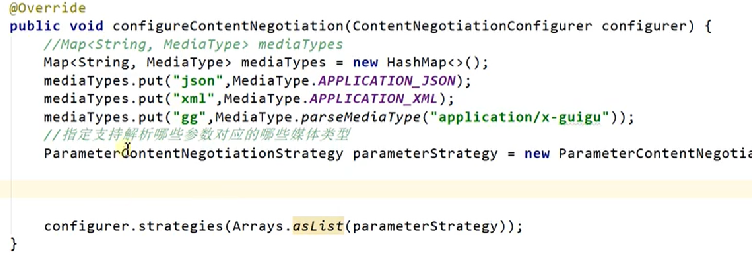 @Override
public void configureContentNegotiation(ContentNegotiationConfigurer configurer) {
//Map<String, MediaType> mediaTypes
Map<String, MediaType> mediaTypes = new HashMap<>();
mediaTypes.put("json",MediaType.APPLICATION_JSON);
mediaTypes.put("xml",MediaType.APPLICATION_XML);
mediaTypes.put("gg",MediaType.parseMediaType("application/x-guigu"));
//指定支持解析哪些参数对应的哪些媒体类型
ParameterContentNegotiationStrategy parameterStrategy = new ParameterContentNegotia
configurer.strategies(Arrays.asList(parameterStrategy));
}